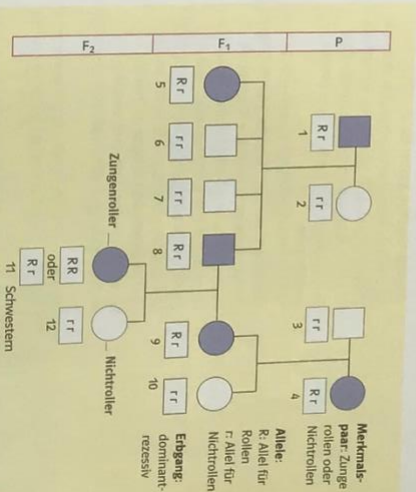 P
F₁
F₂
Merkmals-
paar: Zunge
rollen oder
Nichtrollen
Allele:
R: Allel für
Rollen
r: Allel für
Nichtrollen
Erbgang:
dominant-
rezessiv
Rr
1
rr
2
rr
3
Rr
4
Rr
5
rr
6
rr
7
Rr
8
Rr
9
rr
10
Zungenroller
Nichtroller
RR
oder
Rr
rr
12
11 Schwestern